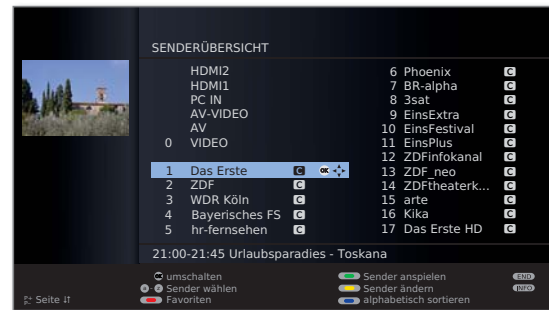 SENDERÜBERSICHT
HDMI2
HDMI1
PC IN
AV-VIDEO
AV
0 VIDEO
1 Das Erste C OK
2 ZDF C
3 WDR Köln C
4 Bayerisches FS C
5 hr-fernsehen C
6 Phoenix C
7 BR-alpha C
8 3sat C
9 EinsExtra C
10 EinsFestival C
11 EinsPlus C
12 ZDFinfokanal C
13 ZDF_neo C
14 ZDFtheaterk... C
15 arte C
16 Kika C
17 Das Erste HD C
21:00-21:45 Urlaubsparadies - Toskana
OK umschalten
Sender wählen
Favoriten
Sender anspielen
Sender ändern
alphabetisch sortieren
END
INFO
P+ P- Seite